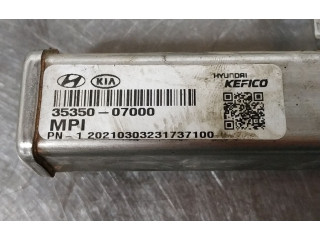 KIA
HYUNDAI
KEFICO
35350-07000
MPI
PN-1 20210303231737100